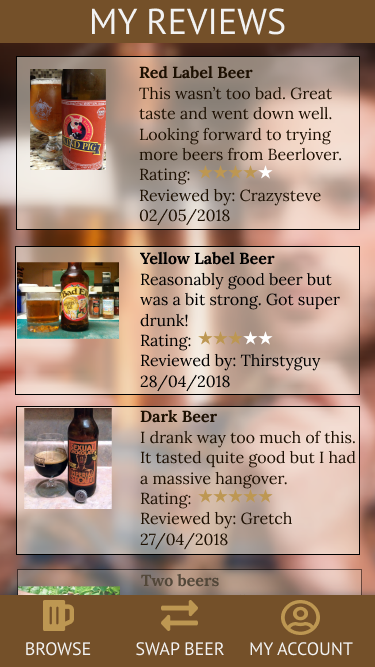 MY REVIEWS
Red Label Beer
This wasn't too bad. Great
taste and went down well.
Looking forward to trying
more beers from Beerlover.
Rating:
Reviewed by: Crazysteve
02/05/2018
Yellow Label Beer
Reasonably good beer but
was a bit strong. Got super
drunk!
Rating:
Reviewed by: Thirstyguy
28/04/2018
Dark Beer
I drank way too much of this.
It tasted quite good but I had
a massive hangover.
Rating:
Reviewed by: Gretch
27/04/2018
Two beers
BROWSE
SWAP BEER
MY ACCOUNT